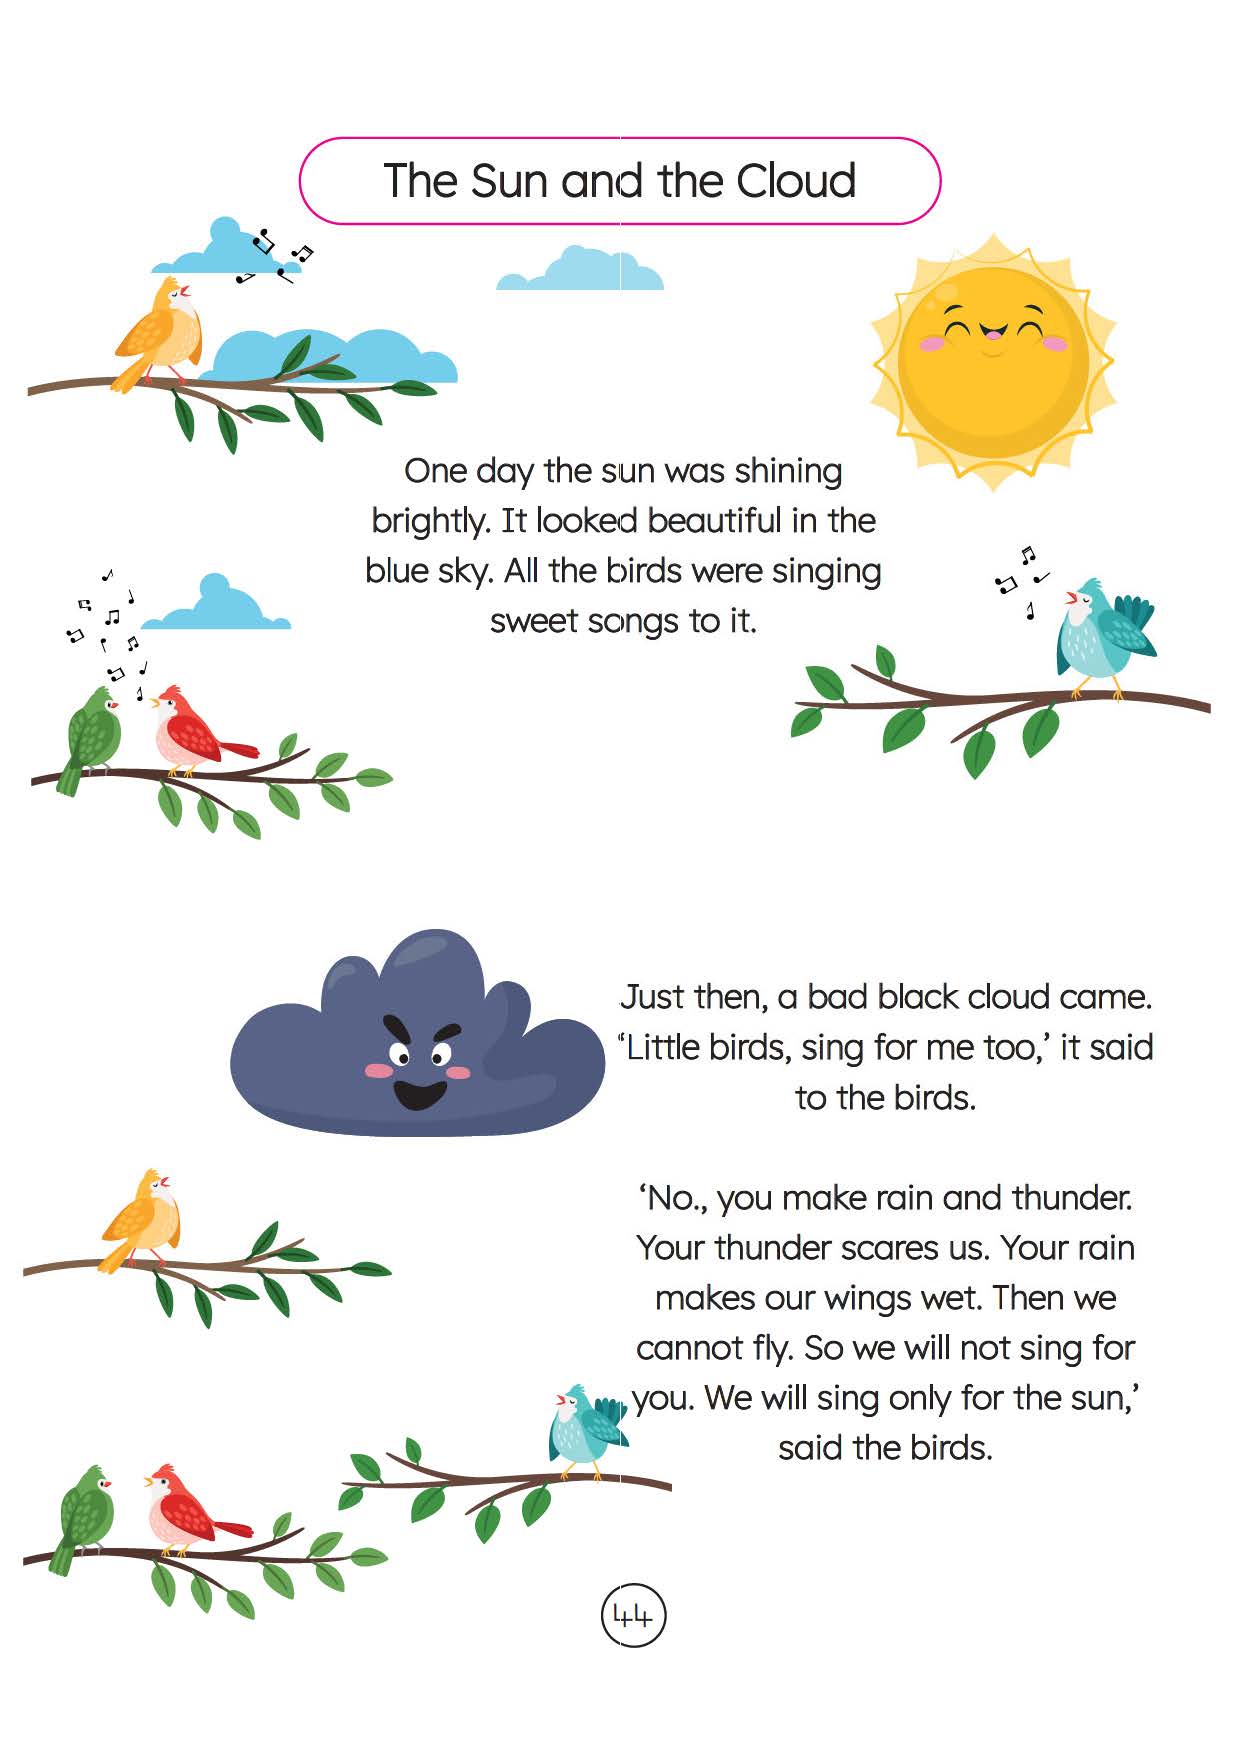 The Sun and the Cloud
One day the sun was shining
brightly. It looked beautiful in the
blue sky. All the birds were singing
sweet songs to it.
Just then, a bad black cloud came.
‘Little birds, sing for me too,’ it said
to the birds.
‘No., you make rain and thunder.
Your thunder scares us. Your rain
makes our wings wet. Then we
cannot fly. So we will not sing for
you. We will sing only for the sun,’
said the birds.
44